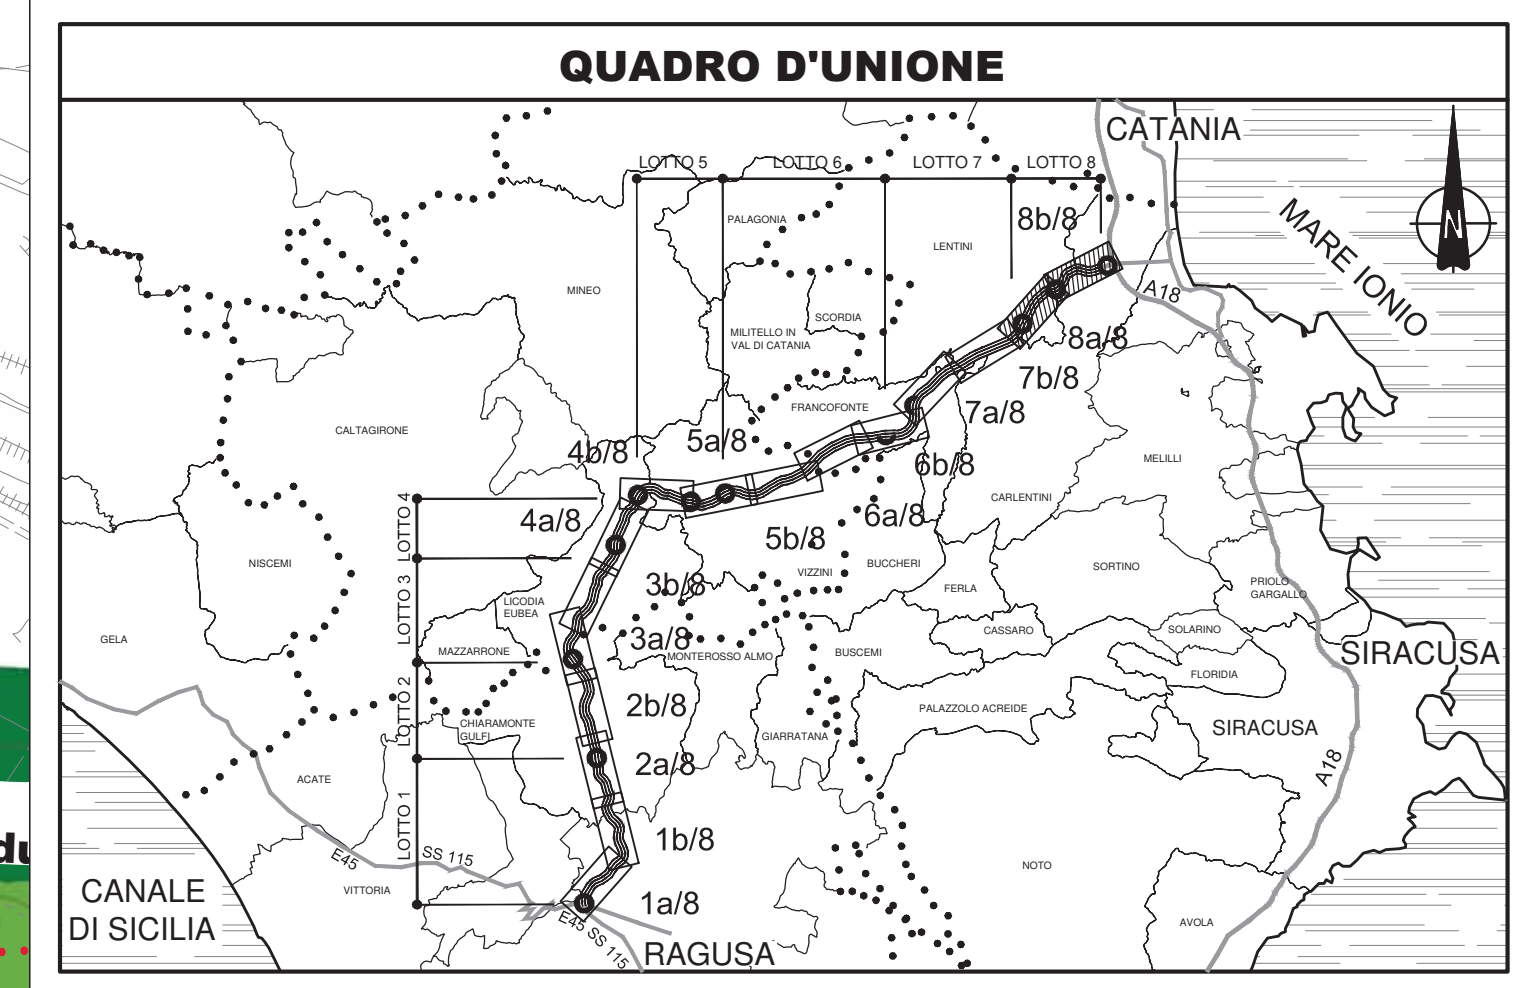 QUADRO D'UNIONE
CATANIA
LOTTO 5
LOTTO 6
LOTTO 7
LOTTO 8
8b/8
PALAGONIA
LENTINI
MARE IONIO
N
MINEO
A18
SCORDIA
MILITELLO IN
VAL DI CATANIA
8a/8
7b/8
FRANCOFONTE
7a/8
CALTAGIRONE
4b/8
5a/8
6b/8
MELILLI
CARLENTINI
4a/8
6a/8
5b/8
LOTTO 4
NISCEMI
VIZZINI
BUCCHERI
SORTINO
3b/8
FERLA
PRIOLO
GARGALLO
LICODIA
EUBEA
LOTTO 3
GELA
3a/8
CASSARO
SOLARINO
MAZZARRONE
MONTEROSSO ALMO
BUSCEMI
SIRACUSA
FLORIDIA
2b/8
LOTTO 2
PALAZZOLO ACREIDE
CHIARAMONTE
GULFI
GIARRATANA
SIRACUSA
2a/8
ACATE
A18
LOTTO 1
1b/8
E45
SS 115
NOTO
VITTORIA
CANALE
DI SICILIA
1a/8
E45 SS 115
AVOLA
RAGUSA
du